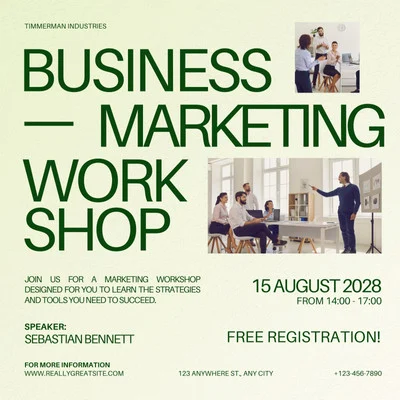 TIMMERMAN INDUSTRIES
BUSINESS
— MARKETING
WORK
SHOP
JOIN US FOR A MARKETING WORKSHOP
DESIGNED FOR YOU TO LEARN THE STRATEGIES
AND TOOLS YOU NEED TO SUCCEED.
15 AUGUST 2028
FROM 14:00 - 17:00
SPEAKER:
SEBASTIAN BENNETT
FREE REGISTRATION!
FOR MORE INFORMATION
WWW.REALLYGREATSITE.COM
123 ANYWHERE ST., ANY CITY
+123-456-7890